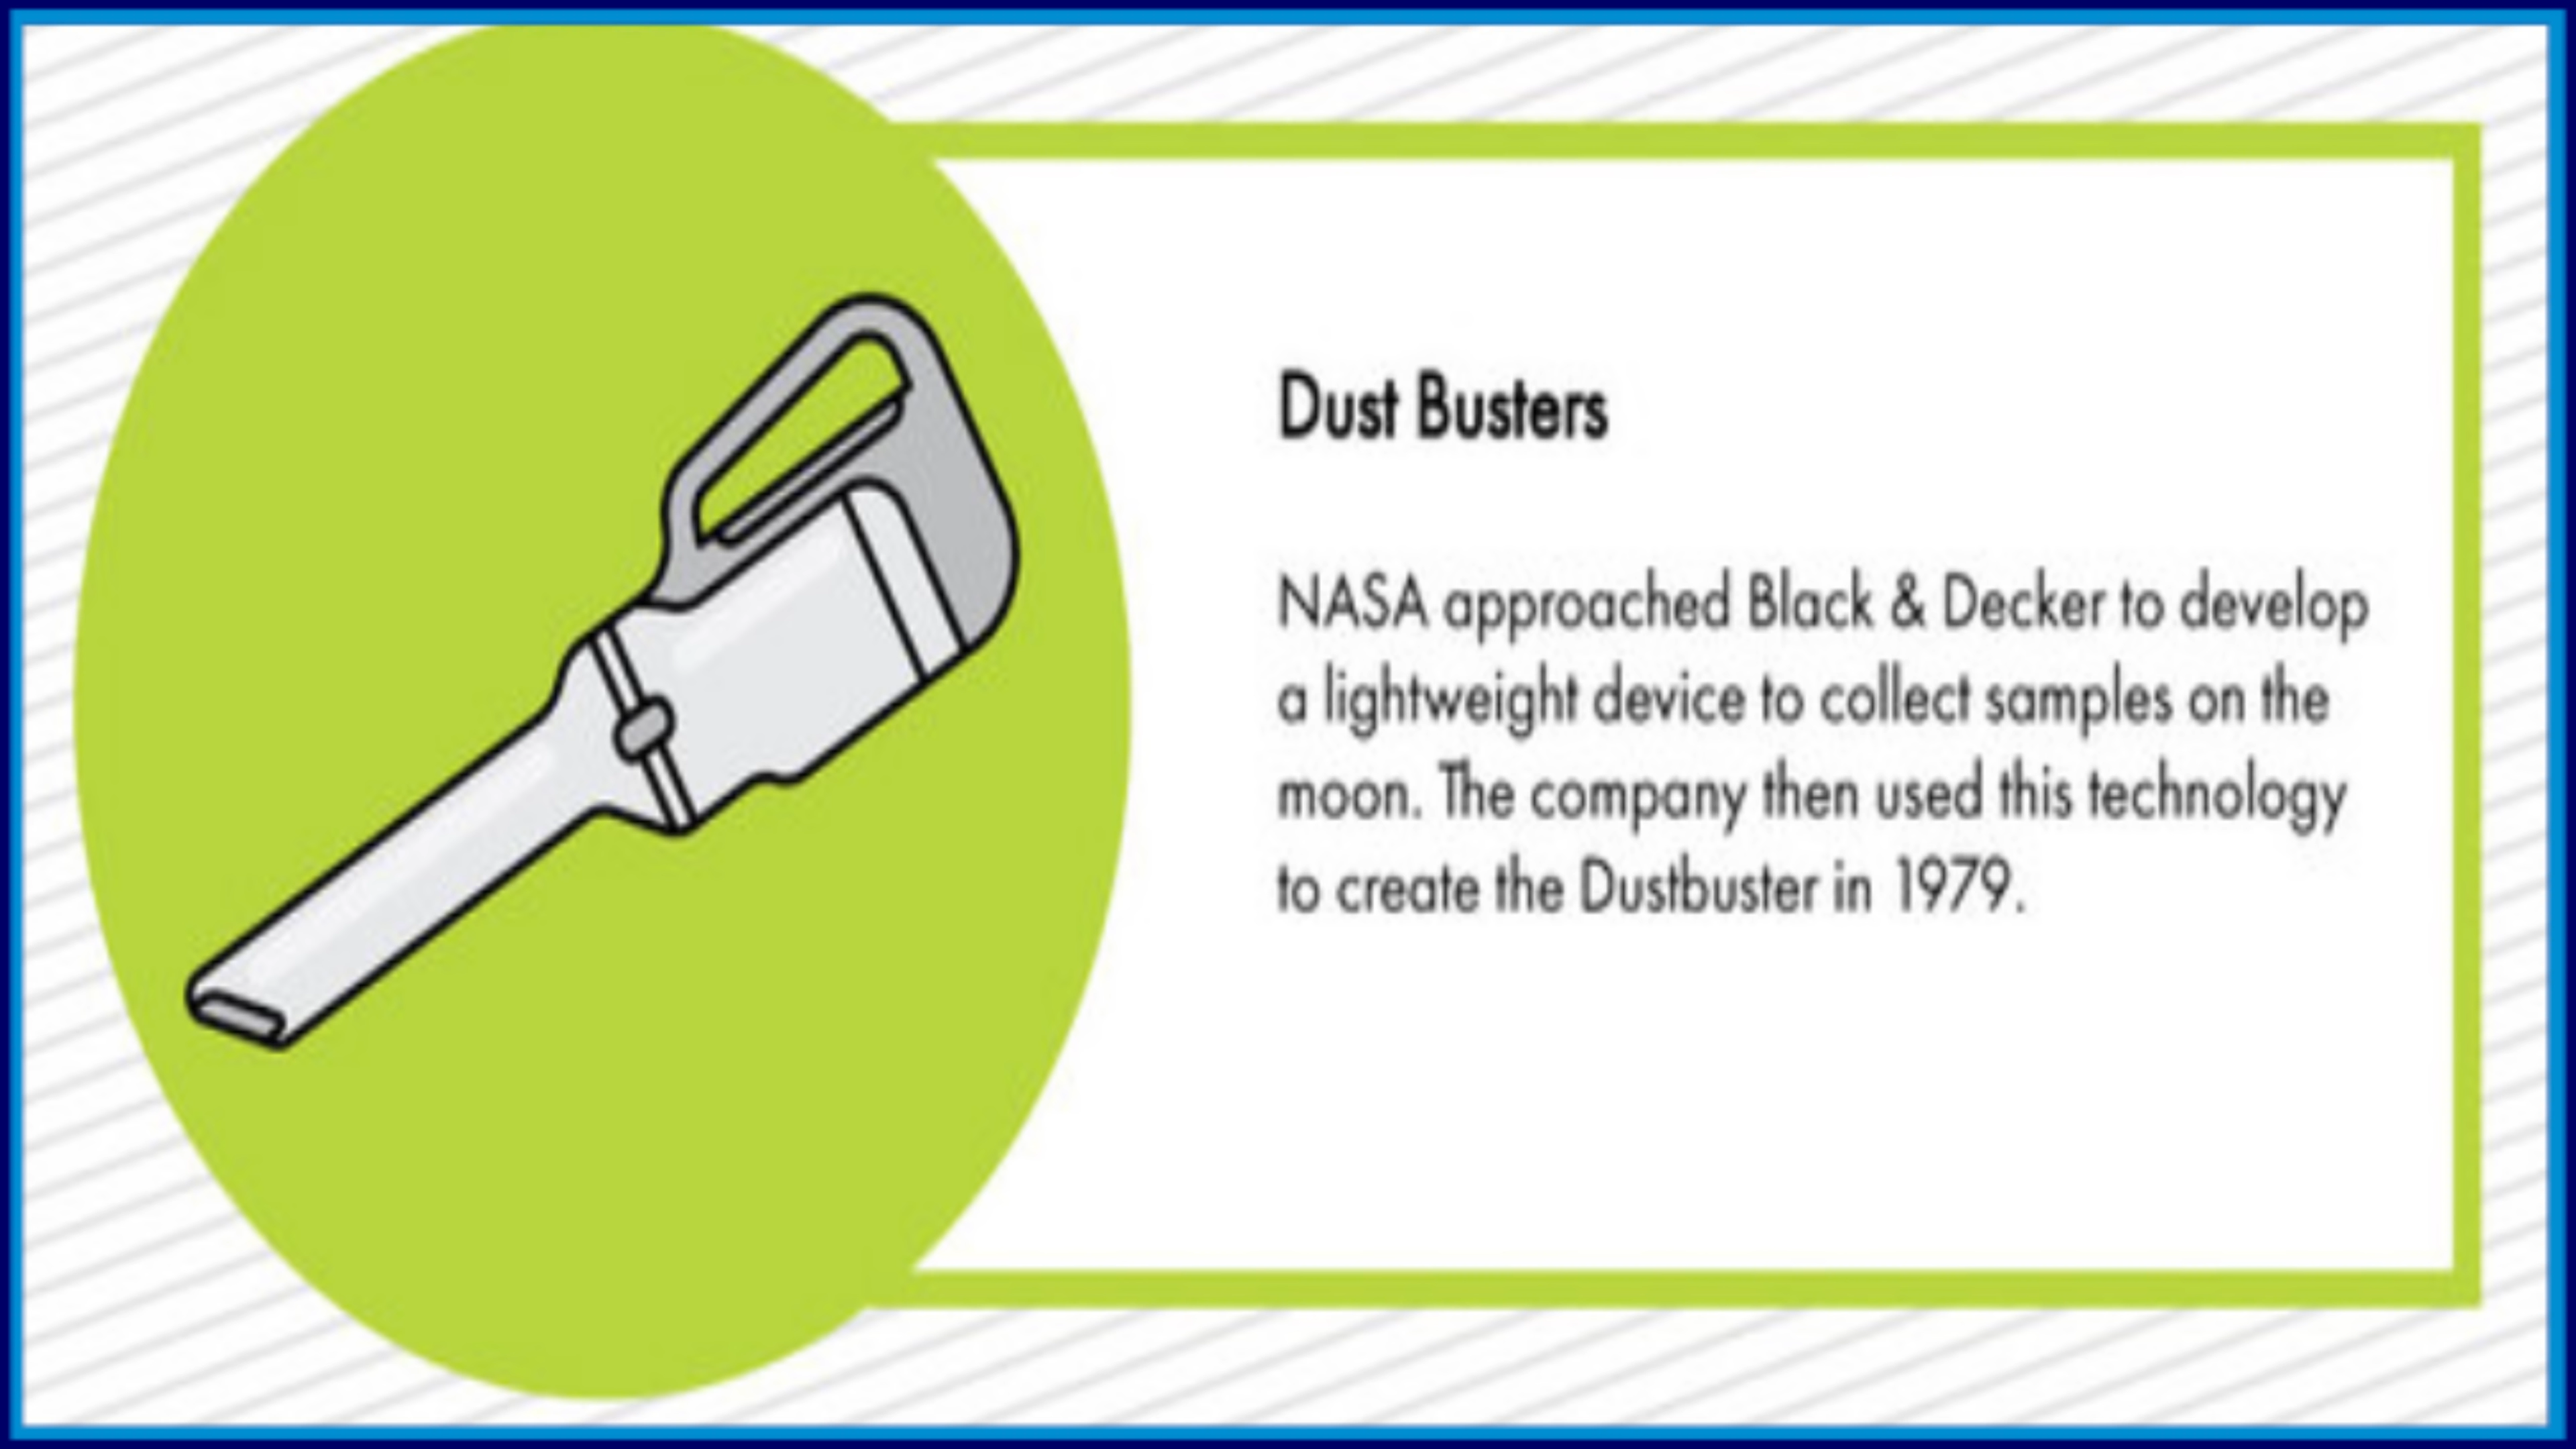 Dust Busters
NASA approached Black & Decker to develop
a lightweight device to collect samples on the
moon. The company then used this technology
to create the Dustbuster in 1979.